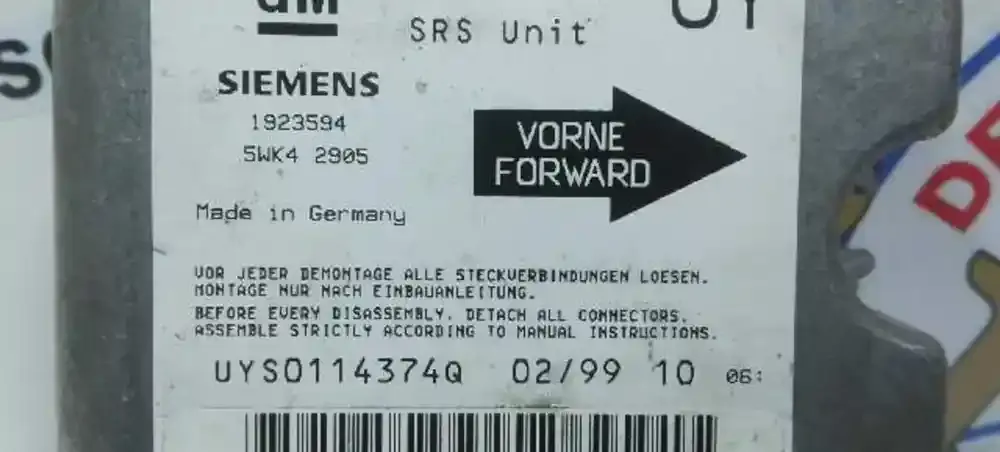 GM
SRS Unit
UY
SIEMENS
1923594
5WK4 2905
VORNE
FORWARD
Made in Germany
VOR JEDER DEMONTAGE ALLE STECKVERBINDUNGEN LOESEN.
MONTAGE NUR NACH EINBAUANLEITUNG.
BEFORE EVERY DISASSEMBLY, DETACH ALL CONNECTORS.
ASSEMBLE STRICTLY ACCORDING TO MANUAL INSTRUCTIONS.
UYS0114374Q 02/99 10 06:
DE